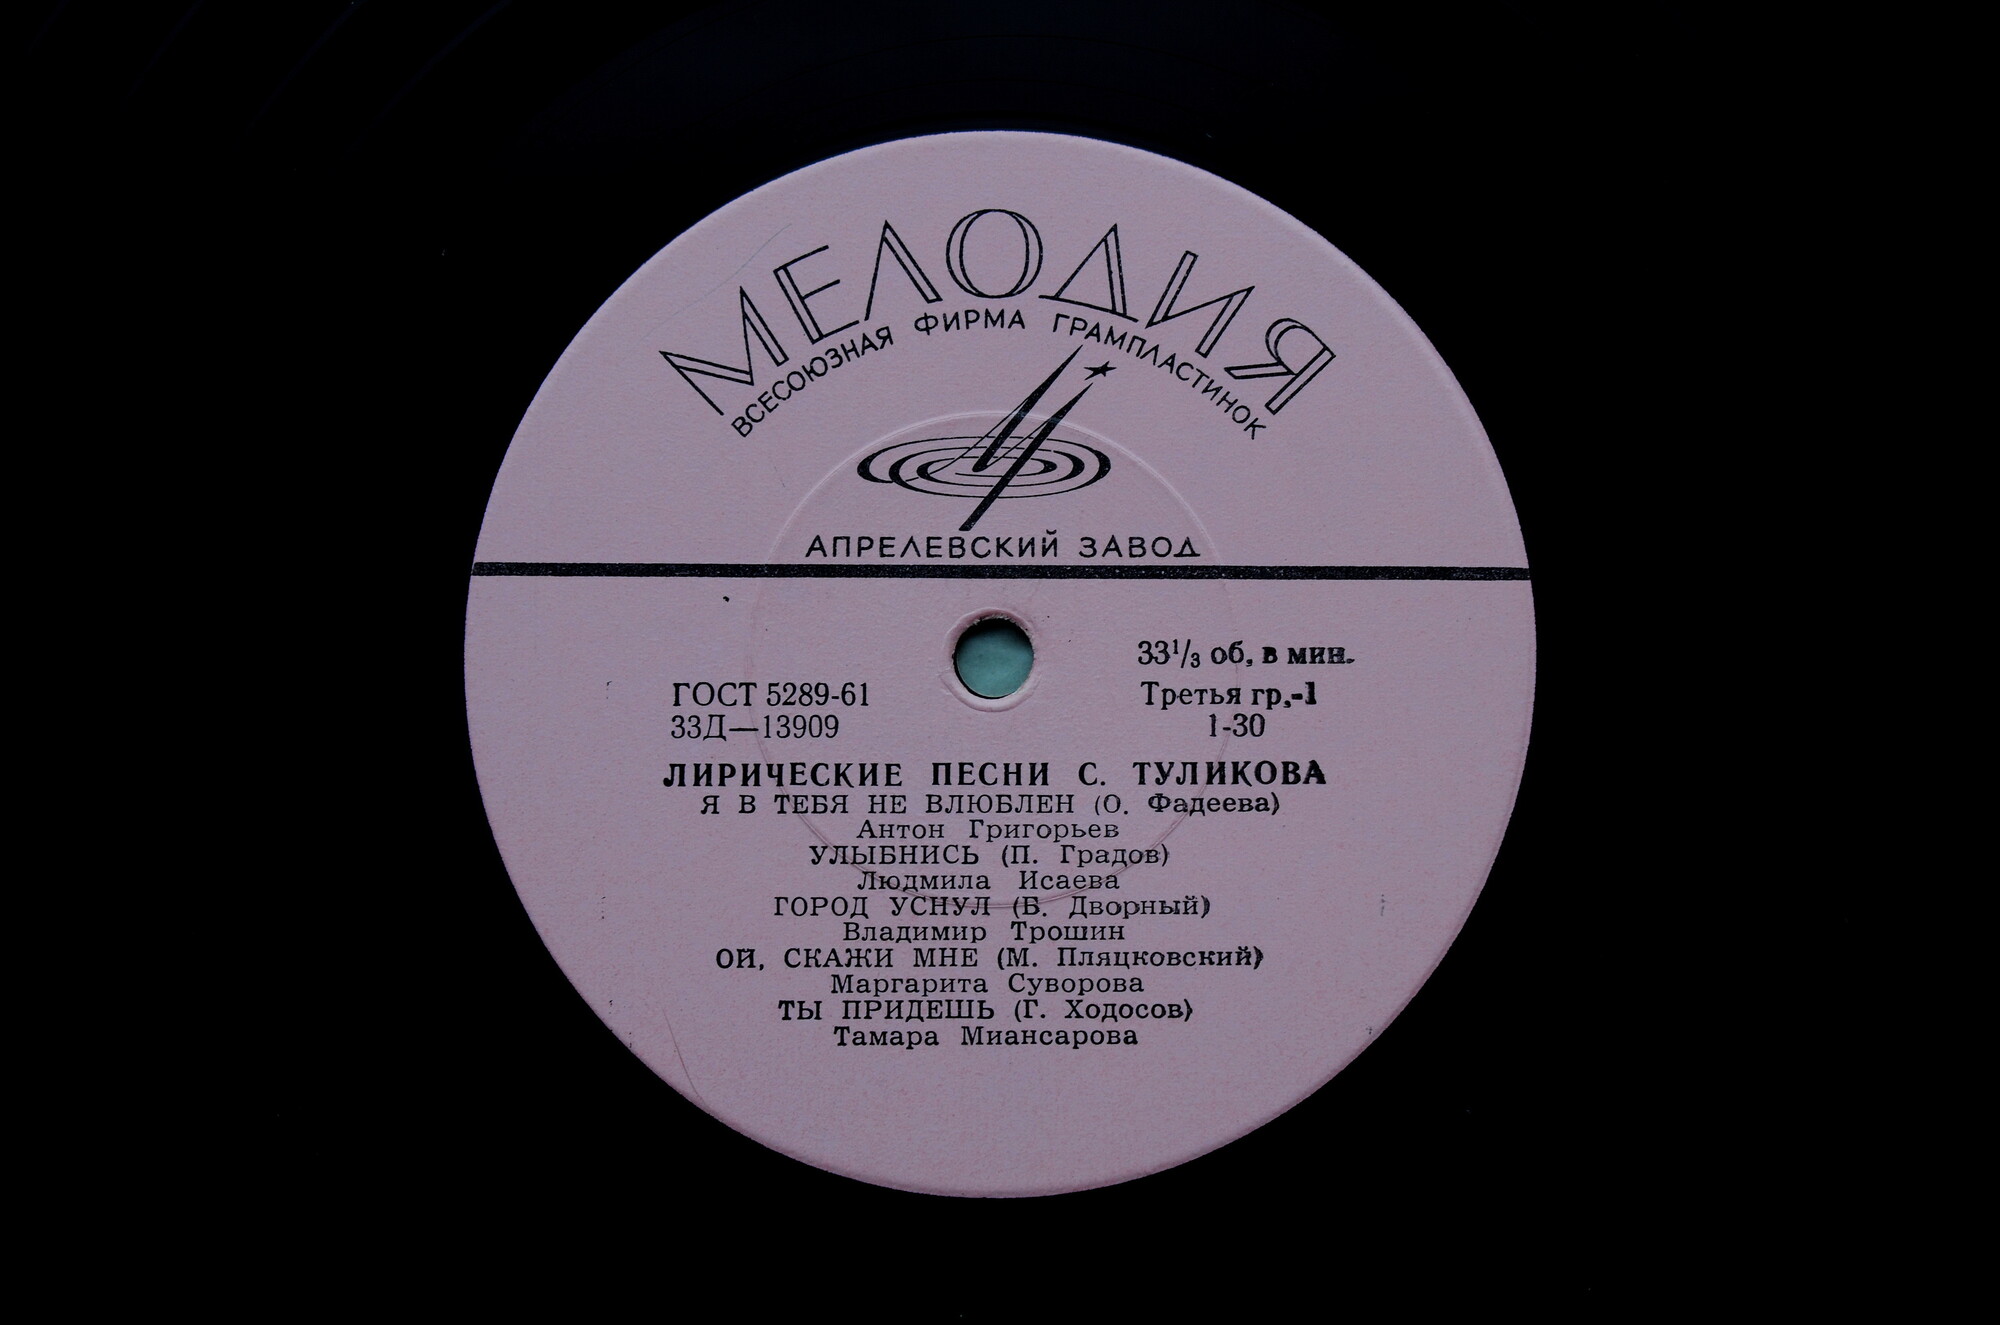 МЕЛОДИЯ
ВСЕСОЮЗНАЯ ФИРМА ГРАМПЛАСТИНОК
АПРЕЛЕВСКИЙ ЗАВОД
33 1/3 об. в мин.
ГОСТ 5289-61 Третья гр.-1
33Д—13909 1-30
ЛИРИЧЕСКИЕ ПЕСНИ С. ТУЛИКОВА
Я В ТЕБЯ НЕ ВЛЮБЛЕН (О. Фадеева)
Антон Григорьев
УЛЫБНИСЬ (П. Градов)
Людмила Исаева
ГОРОД УСНУЛ (Б. Дворный)
Владимир Трошин
ОЙ, СКАЖИ МНЕ (М. Пляцковский)
Маргарита Суворова
ТЫ ПРИДЕШЬ (Г. Ходосов)
Тамара Миансарова